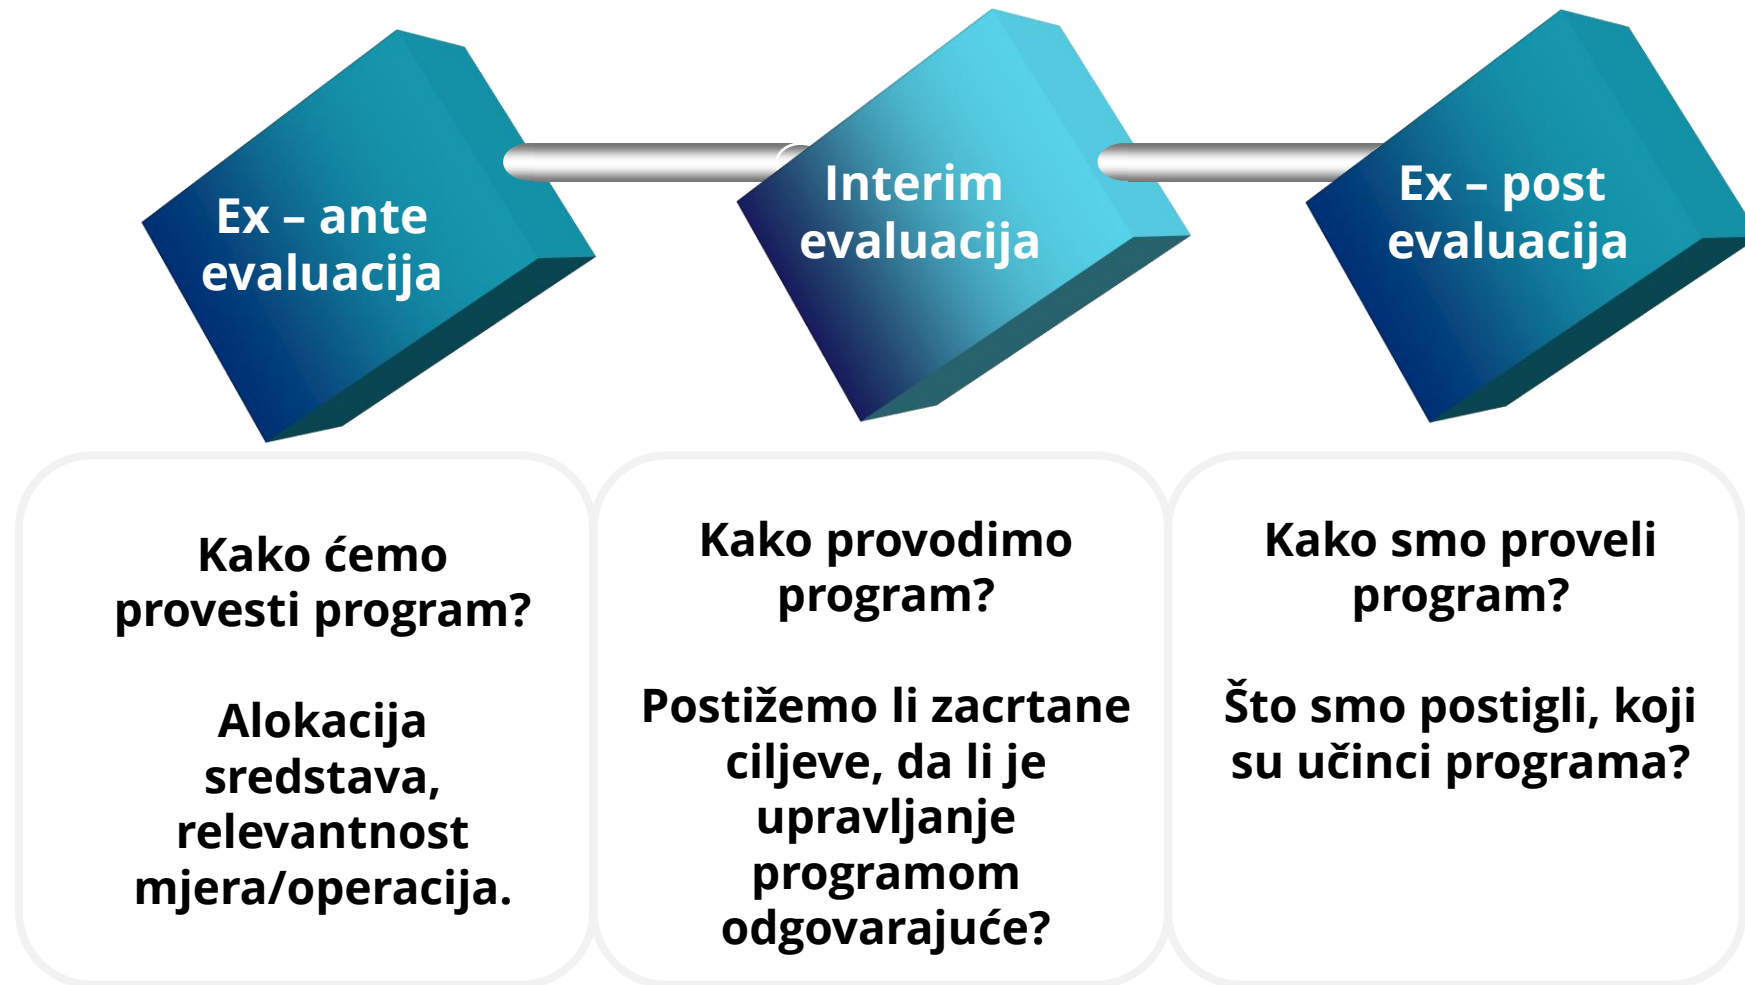 Ex – ante
evaluacija
Interim
evaluacija
Ex – post
evaluacija
Kako ćemo
provesti program?
Alokacija
sredstava,
relevantnost
mjera/operacija.
Kako provodimo
program?
Postižemo li zacrtane
ciljeve, da li je
upravljanje
programom
odgovarajuće?
Kako smo proveli
program?
Što smo postigli, koji
su učinci programa?